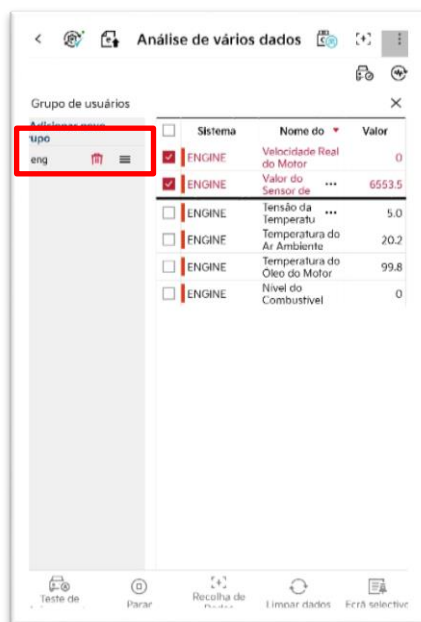 Análise de vários dados
Grupo de usuários
upo
eng
Sistema Nome do Valor
ENGINE Velocidade Real do Motor 0
ENGINE Valor do Sensor de ... 6553.5
ENGINE Tensão da Temperatu ... 5.0
ENGINE Temperatura do Ar Ambiente 20.2
ENGINE Temperatura do Óleo do Motor 99.8
ENGINE Nível do Combustível 0
Teste de
Parar
Recolha de
Limpar dados
Ecrã selective